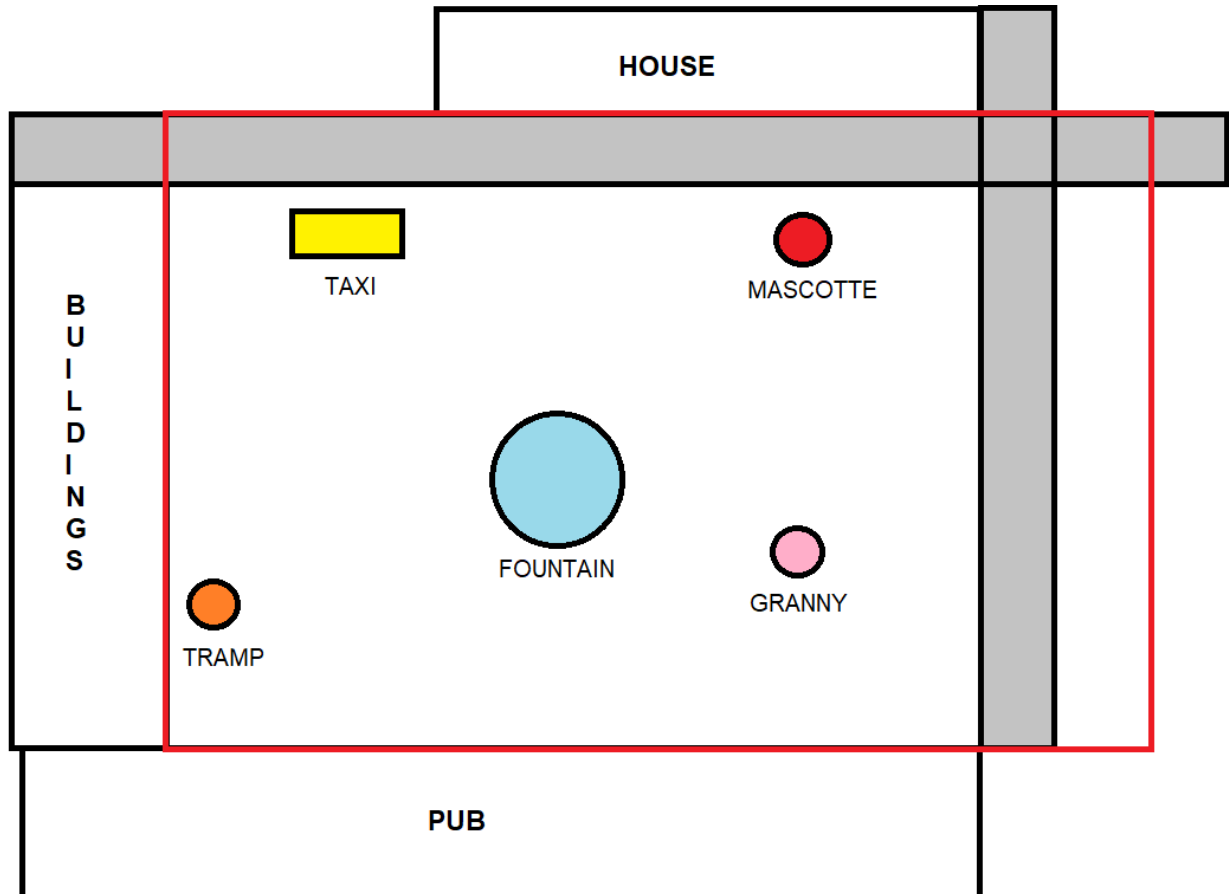 HOUSE
TAXI
MASCOTTE
BUILDINGS
FOUNTAIN
GRANNY
TRAMP
PUB